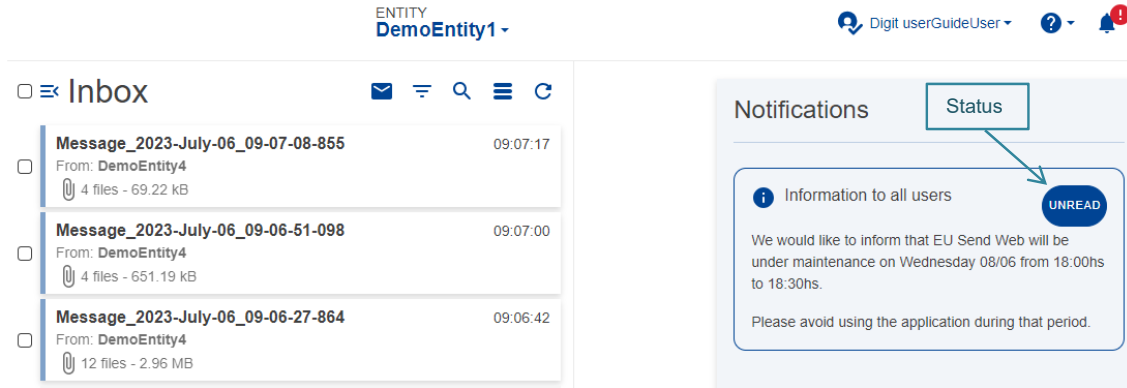 ENTITY
DemoEntity1
Digit userGuideUser
?
!
Inbox
Message_2023-July-06_09-07-08-855
09:07:17
From: DemoEntity4
4 files - 69.22 kB
Message_2023-July-06_09-06-51-098
09:07:00
From: DemoEntity4
4 files - 651.19 kB
Message_2023-July-06_09-06-27-864
09:06:42
From: DemoEntity4
12 files - 2.96 MB
Notifications
Status
i
Information to all users
UNREAD
We would like to inform that EU Send Web will be
under maintenance on Wednesday 08/06 from 18:00hs
to 18:30hs.
Please avoid using the application during that period.